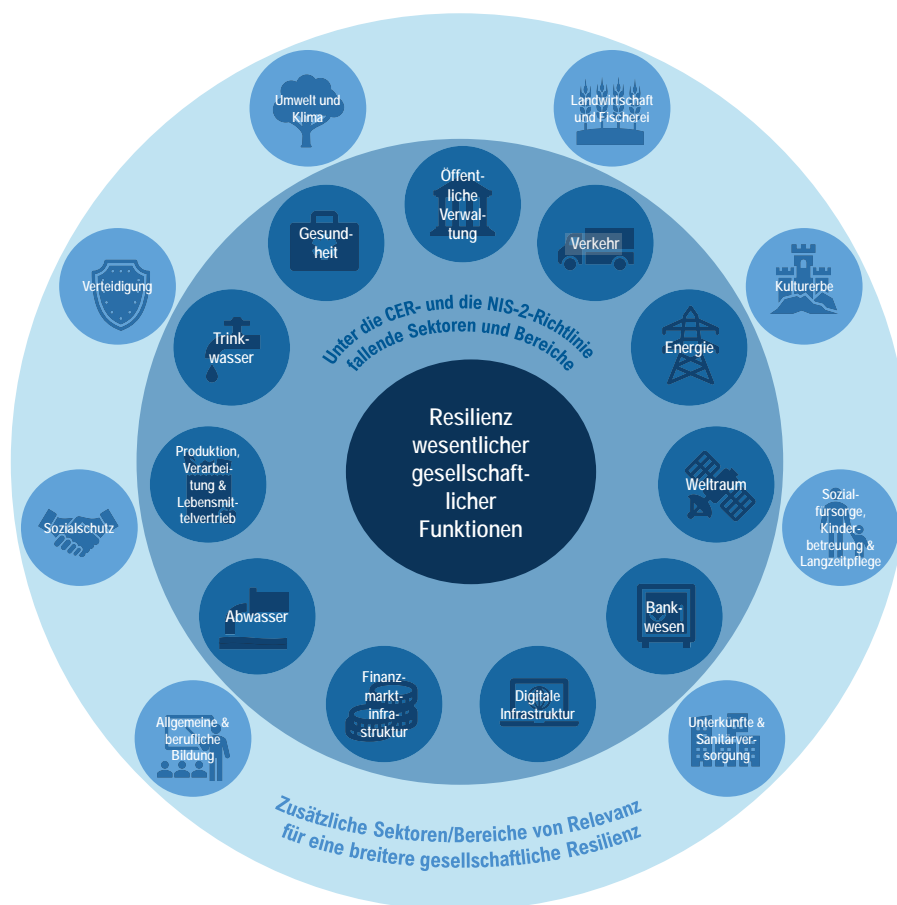 Umwelt und
Klima
Landwirtschaft
und Fischerei
Öffent-
liche
Verwal-
tung
Gesund-
heit
Verkehr
Verteidigung
Kulturerbe
Unter die CER- und die NIS-2-Richtlinie
fallende Sektoren und Bereiche
Trink-
wasser
Energie
Resilienz
wesentlicher
gesellschaft-
licher
Funktionen
Produktion,
Verarbei-
tung &
Lebensmit-
telvertrieb
Weltraum
Sozialschutz
Sozial-
fürsorge,
Kinder-
betreuung &
Langzeitpflege
Abwasser
Bank-
wesen
Finanz-
markt-
infra-
struktur
Digitale
Infrastruktur
Allgemeine &
berufliche
Bildung
Unterkünfte &
Sanitärver-
sorgung
Zusätzliche Sektoren/Bereiche von Relevanz
für eine breitere gesellschaftliche Resilienz